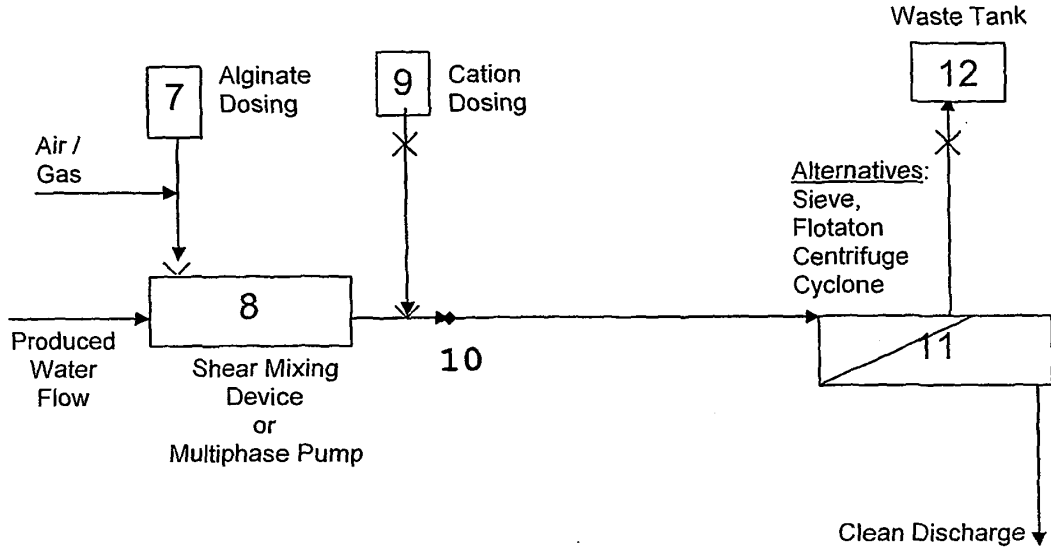 Waste Tank
12
7
Alginate
Dosing
9
Cation
Dosing
Air /
Gas
Alternatives:
Sieve,
Flotaton
Centrifuge
Cyclone
8
10
11
Produced
Water
Flow
Shear Mixing
Device
or
Multiphase Pump
Clean Discharge